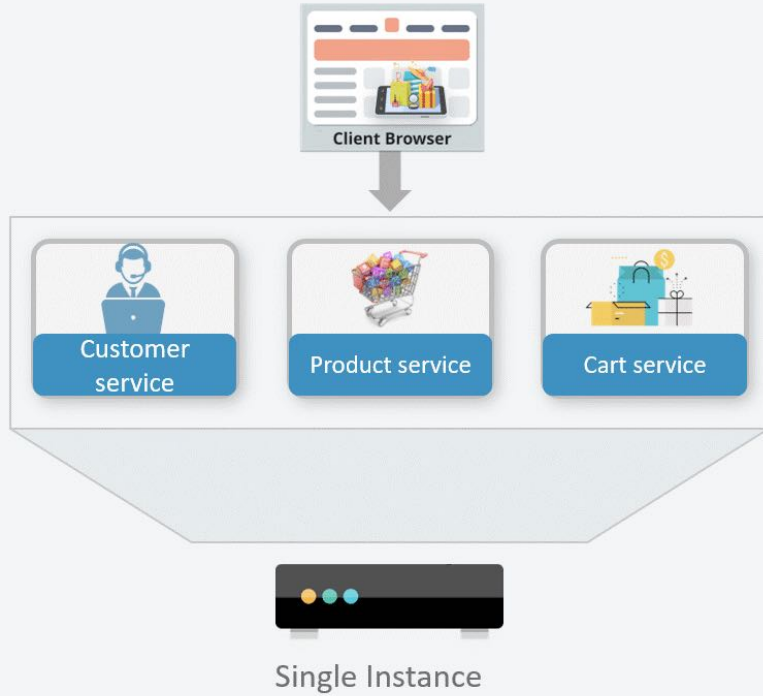 Client Browser
Customer
service
Product service
Cart service
Single Instance